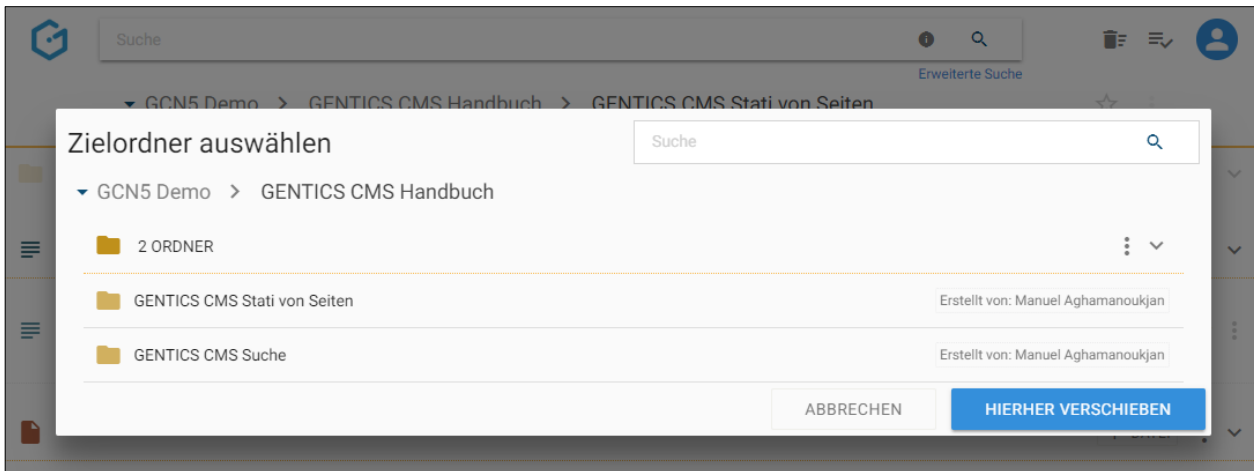 Suche
Erweiterte Suche
GCN5 Demo > GENTICS CMS Handbuch > GENTICS CMS Stati von Seiten
Zielordner auswählen
Suche
GCN5 Demo > GENTICS CMS Handbuch
2 ORDNER
GENTICS CMS Stati von Seiten Erstellt von: Manuel Aghamanoukjan
GENTICS CMS Suche Erstellt von: Manuel Aghamanoukjan
ABBRECHEN HIERHER VERSCHIEBEN